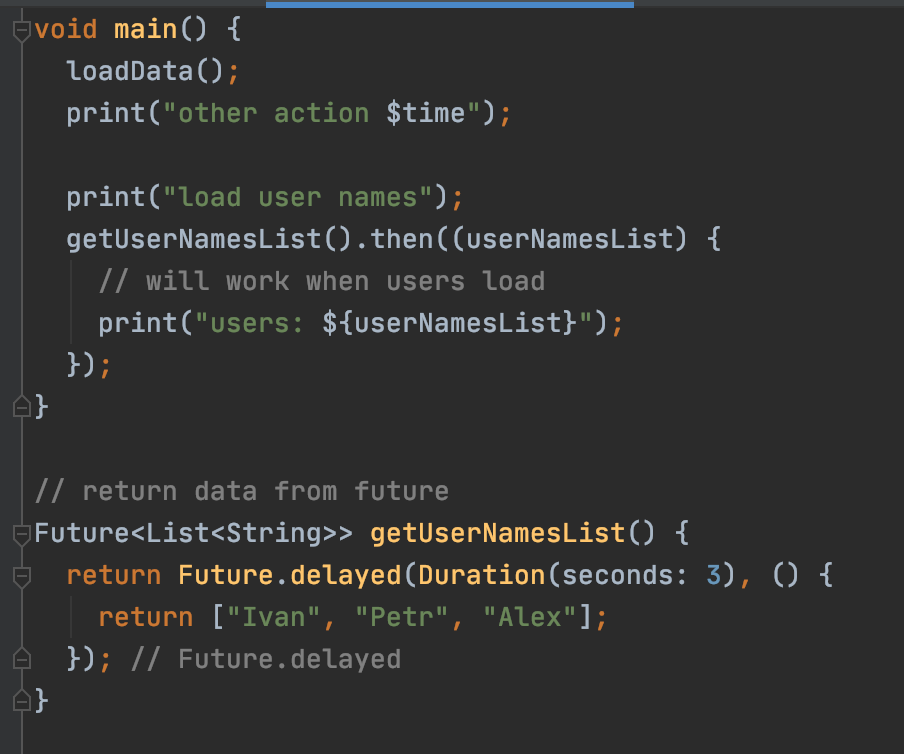 void main() {
  loadData();
  print("other action $time");

  print("load user names");
  getUserNamesList().then((userNamesList) {
    // will work when users load
    print("users: ${userNamesList}");
  });
}

// return data from future
Future<List<String>> getUserNamesList() {
  return Future.delayed(Duration(seconds: 3), () {
    return ["Ivan", "Petr", "Alex"];
  }); // Future.delayed
}